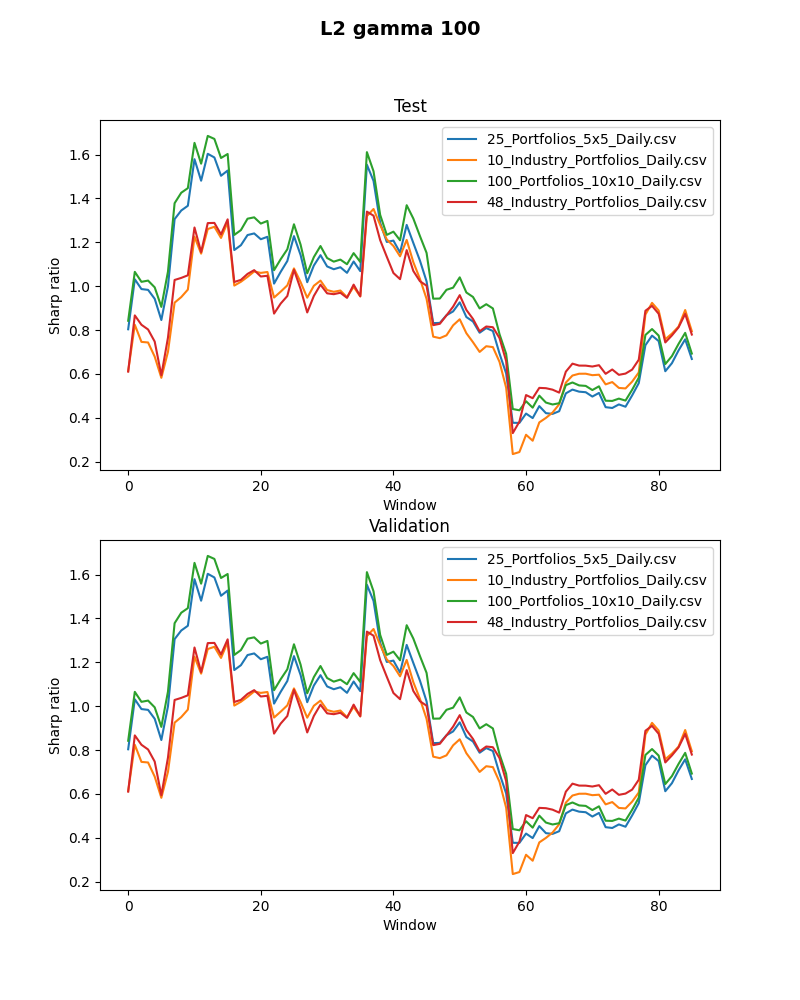 L2 gamma 100
Test
25_Portfolios_5x5_Daily.csv
10_Industry_Portfolios_Daily.csv
100_Portfolios_10x10_Daily.csv
48_Industry_Portfolios_Daily.csv
Sharp ratio
1.6
1.4
1.2
1.0
0.8
0.6
0.4
0.2
0 20 40 60 80
Window
Validation
25_Portfolios_5x5_Daily.csv
10_Industry_Portfolios_Daily.csv
100_Portfolios_10x10_Daily.csv
48_Industry_Portfolios_Daily.csv
Sharp ratio
1.6
1.4
1.2
1.0
0.8
0.6
0.4
0.2
0 20 40 60 80
Window